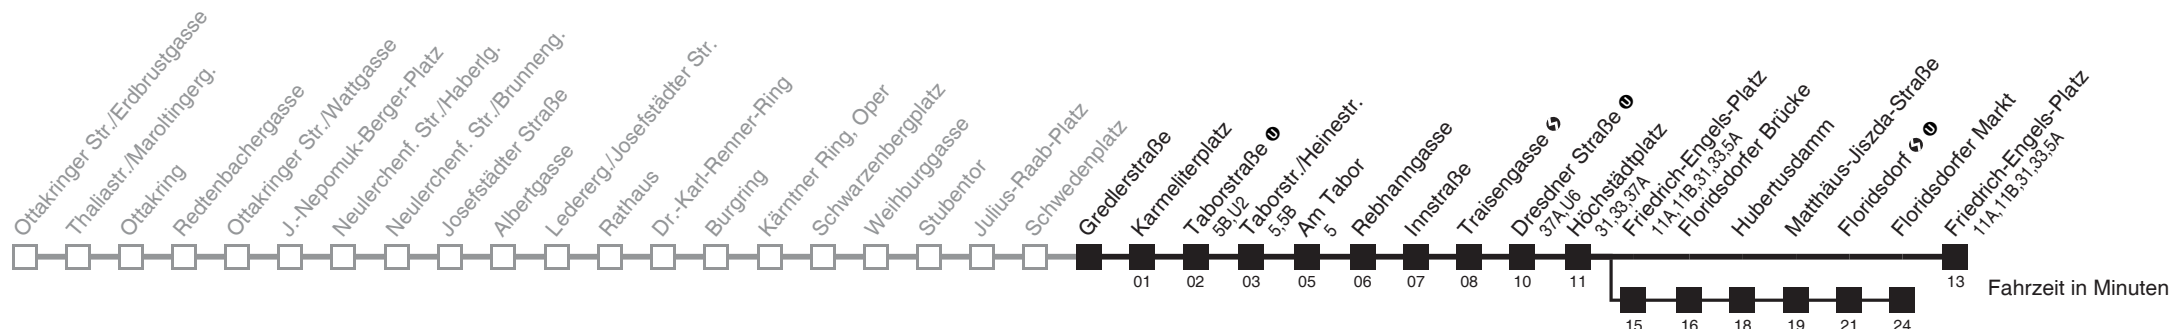 Ottakringer Str./Erdbrustgasse
Thaliastr./Maroltingerg.
Ottakring
Redtenbachergasse
Ottakringer Str./Wattgasse
J.-Nepomuk-Berger-Platz
Neulerchenf. Str./Haberlg.
Neulerchenf. Str./Brunneng.
Josefstädter Straße
Albertgasse
Ledererg./Josefstädter Str.
Rathaus
Dr.-Karl-Renner-Ring
Burgring
Kärntner Ring, Oper
Schwarzenbergplatz
Weihburggasse
Stubentor
Julius-Raab-Platz
Schwedenplatz
Gredlerstraße
Karmeliterplatz
Taborstraße U
5B,U2
Taborstr./Heinestr.
5,5B
Am Tabor
5
Rebhanngasse
Innstraße
Traisengasse S
Dresdner Straße U
37A,U6
Höchstädtplatz
31,33,37A
Friedrich-Engels-Platz
11A,11B,31,33,5A
Floridsdorfer Brücke
Hubertusdamm
Matthäus-Jiszda-Straße
Floridsdorf S U
Floridsdorfer Markt
Friedrich-Engels-Platz
11A,11B,31,33,5A
01 02 03 05 06 07 08 10 11 13
Fahrzeit in Minuten
15 16 18 19 21 24